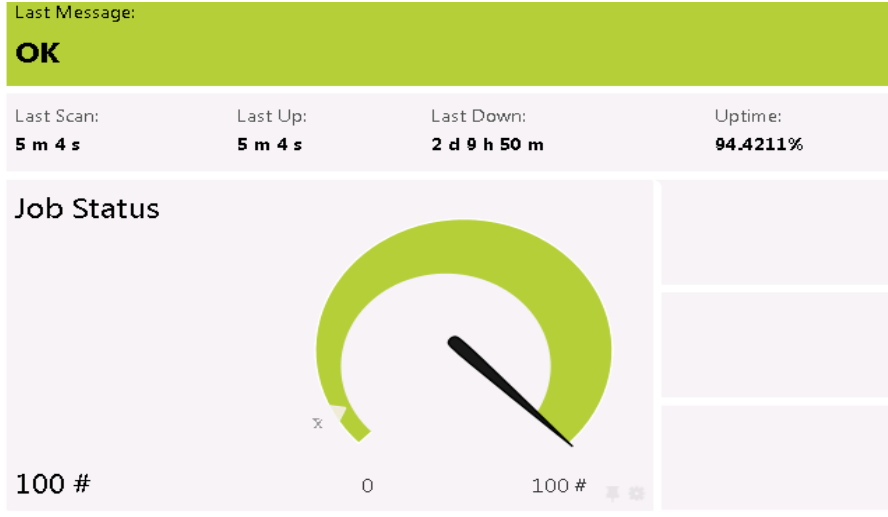 Last Message:
OK
Last Scan: Last Up: Last Down: Uptime:
5 m 4 s 5 m 4 s 2 d 9 h 50 m 94.4211%
Job Status
x̄
100 # 0 100 #